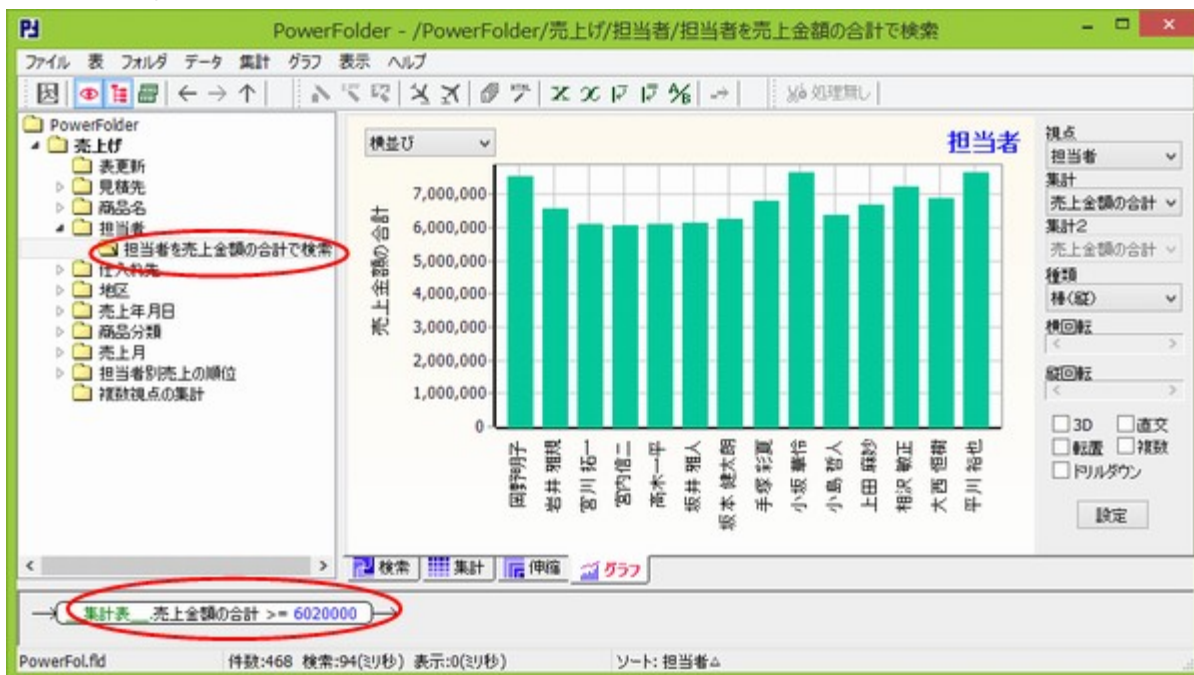 PowerFolder - /PowerFolder/売上げ/担当者/担当者を売上金額の合計で検索
ファイル 表 フォルダ データ 集計 グラフ 表示 ヘルプ
処理無し
PowerFolder
売上げ
表更新
見積先
商品名
担当者
担当者を売上金額の合計で検索
仕入れ先
地区
売上年月日
商品分類
売上月
担当者別売上の順位
複数視点の集計
横並び
担当者
売上金額の合計
7,000,000
6,000,000
5,000,000
4,000,000
3,000,000
2,000,000
1,000,000
0
岡野明子
岩井 雅規
宮川 拓一
宮内信二
高木一平
坂井 雅人
坂本 健太朗
手塚 彩夏
小坂 華伶
小島 哲人
上田 麻紗
相沢 敏正
大西 恒樹
平川 裕也
視点
担当者
集計
売上金額の合計
集計2
売上金額の合計
種類
棒(縦)
横回転
縦回転
3D 直交
転置 複数
ドリルダウン
設定
検索 集計 伸縮 グラフ
__集計表__.売上金額の合計 >= 6020000
PowerFol.fld 件数:468 検索:94(ミリ秒) 表示:0(ミリ秒) ソート: 担当者△